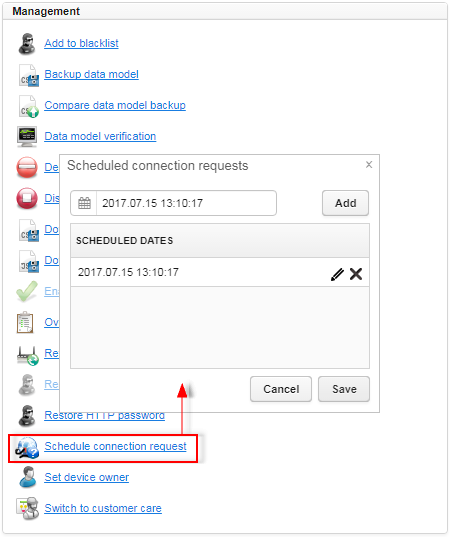 Management
Add to blacklist
Backup data model
Compare data model backup
Data model verification
Scheduled connection requests
x
2017.07.15 13:10:17
Add
SCHEDULED DATES
2017.07.15 13:10:17
Cancel
Save
De
Dis
Do
Do
En
Ov
Re
Re
Restore HTTP password
Schedule connection request
Set device owner
Switch to customer care